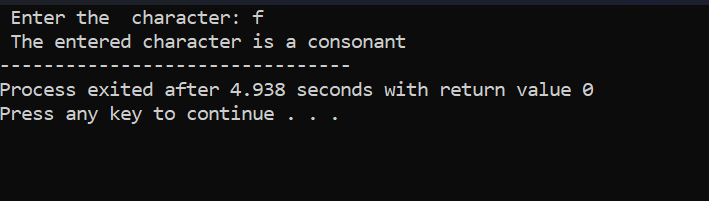 Enter the  character: f
The entered character is a consonant
--------------------------------
Process exited after 4.938 seconds with return value 0
Press any key to continue . . .